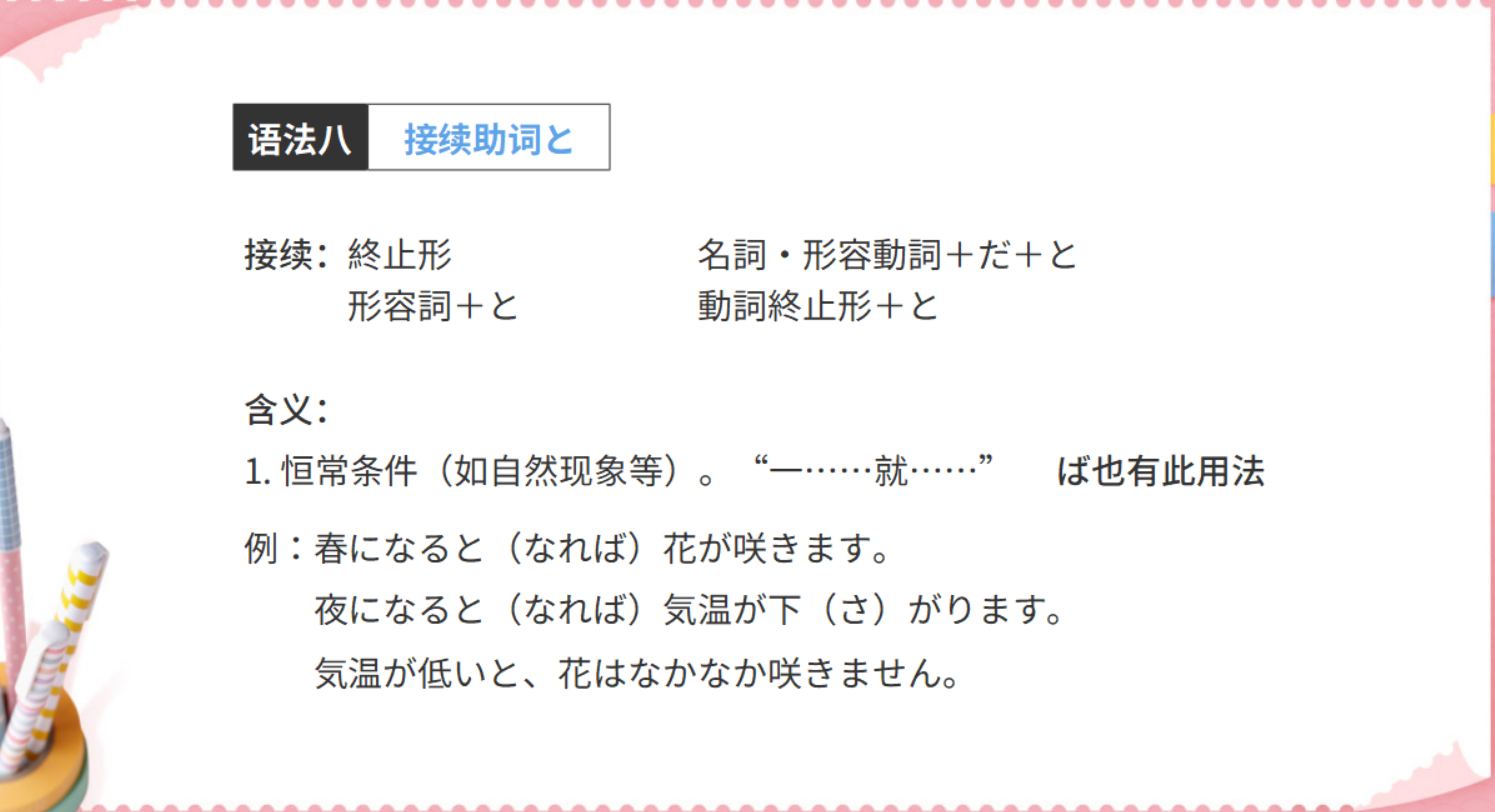 语法八 接续助词と
接续：終止形 名詞・形容動詞＋だ＋と
形容詞＋と 動詞終止形＋と
含义：
1. 恒常条件（如自然现象等）。“一……就……” ば也有此用法
例：春になると（なれば）花が咲きます。
夜になると（なれば）気温が下（さ）がります。
気温が低いと、花はなかなか咲きません。